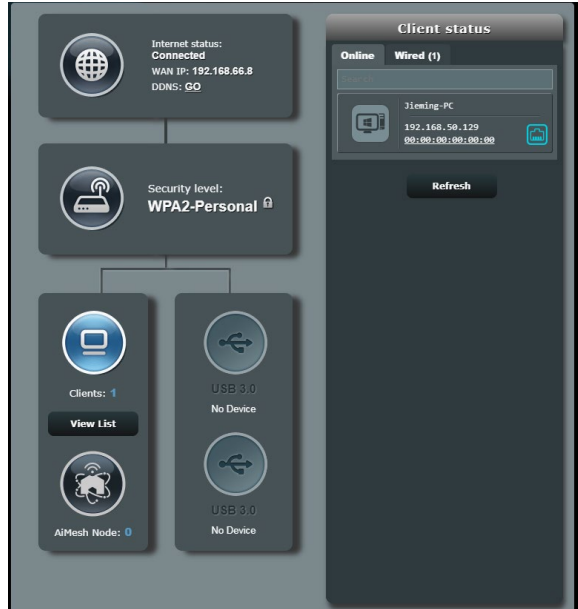 Internet status:
Connected
WAN IP: 192.168.66.8
DDNS: GO
Security level:
WPA2-Personal
Clients: 1
View List
AiMesh Node: 0
USB 3.0
No Device
USB 3.0
No Device
Client status
Online Wired (1)
Search
Jieming-PC
192.168.50.129
00:00:00:00:00:00
Refresh